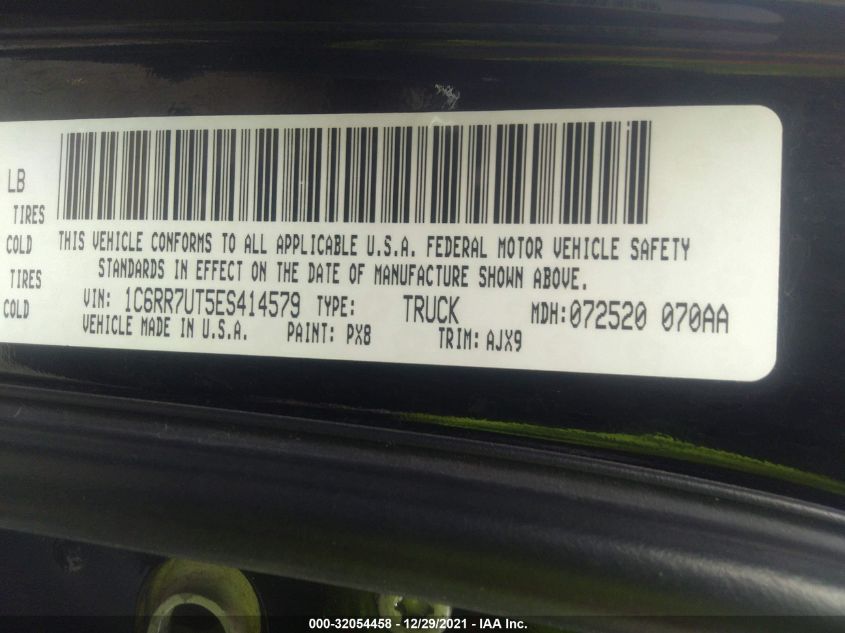 LB
TIRES
COLD
TIRES
COLD
THIS VEHICLE CONFORMS TO ALL APPLICABLE U.S.A. FEDERAL MOTOR VEHICLE SAFETY
STANDARDS IN EFFECT ON THE DATE OF MANUFACTURE SHOWN ABOVE.
VIN: 1C6RR7UT5ES414579 TYPE: TRUCK MDH:072520 070AA
VEHICLE MADE IN U.S.A. PAINT: PX8 TRIM: AJX9
000-32054458 - 12/29/2021 - IAA Inc.